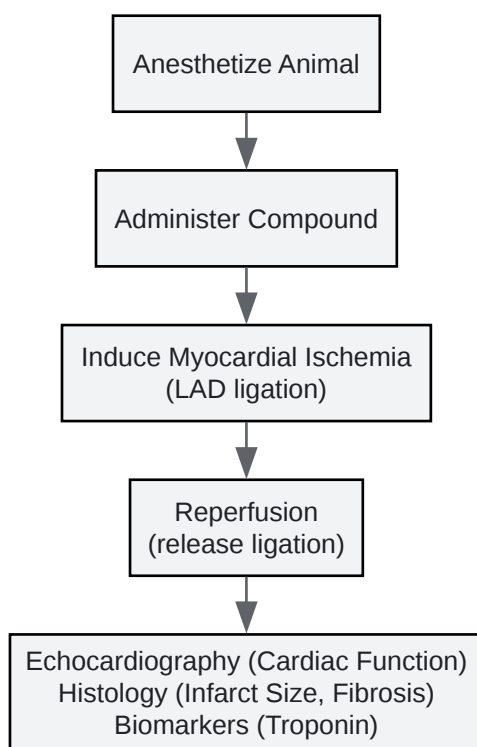 Anesthetize Animal
Administer Compound
Induce Myocardial Ischemia
(LAD ligation)
Reperfusion
(release ligation)
Echocardiography (Cardiac Function)
Histology (Infarct Size, Fibrosis)
Biomarkers (Troponin)